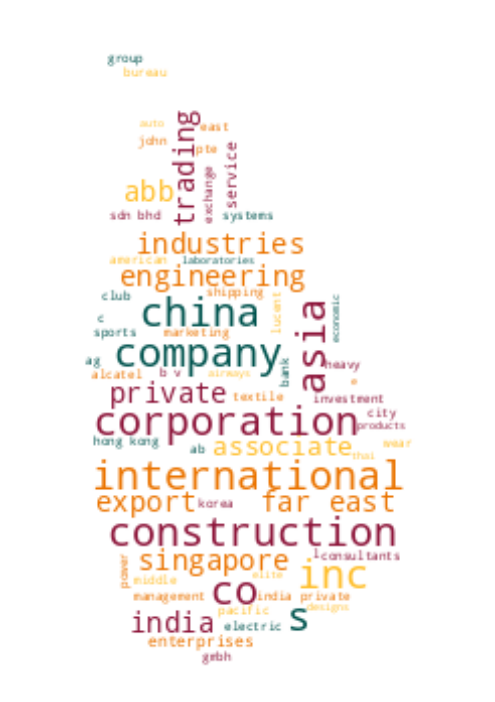 group
bureau
auto
east
john
pte
trading
service
exchange
abb
sdn bhd
systems
industries
american
laboratories
engineering
club
shipping
china
lucent
economic
asia
c
sports
marketing
company
ag
bank
heavy
alcatel
b v
airways
e
private
textile
investment
corporation
city
products
hong kong
ab
associate
wear
thai
international
export
korea
far east
construction
l
consultants
singapore
power
middle
elite
inc
management
co
india private
designs
pacific
s
india
electric
enterprises
gmbh